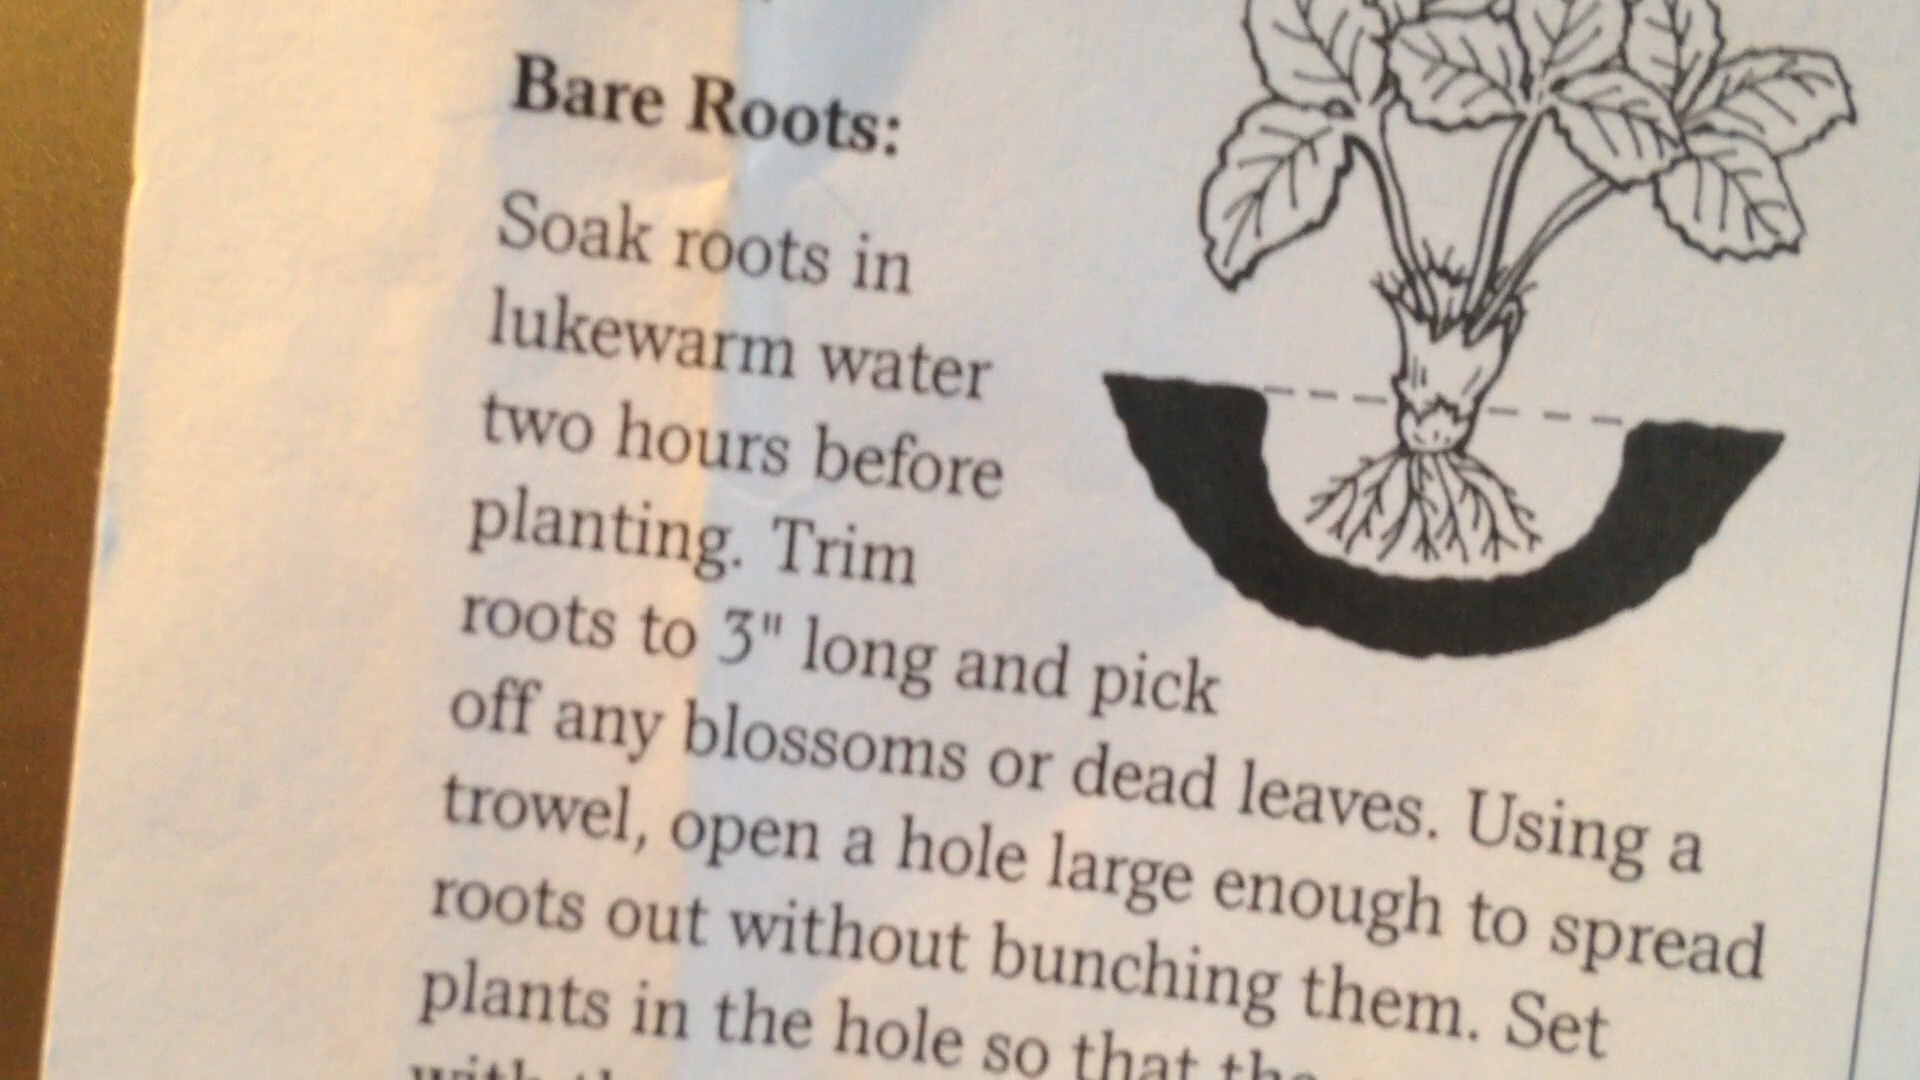 Bare Roots:
Soak roots in
lukewarm water
two hours before
planting. Trim
roots to 3" long and pick
off any blossoms or dead leaves. Using a
trowel, open a hole large enough to spread
roots out without bunching them. Set
plants in the hole so that the
with